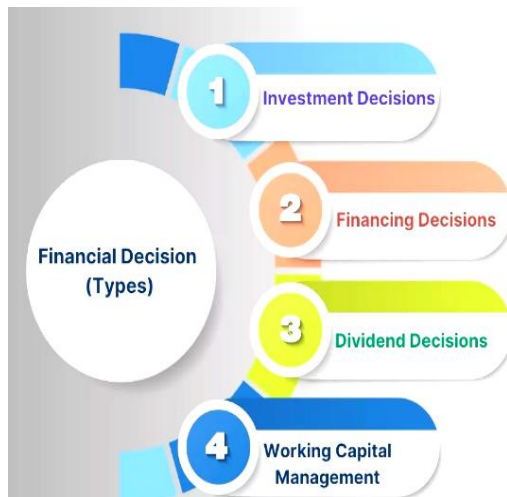 Financial Decision
(Types)
1
Investment Decisions
2
Financing Decisions
3
Dividend Decisions
4
Working Capital
Management